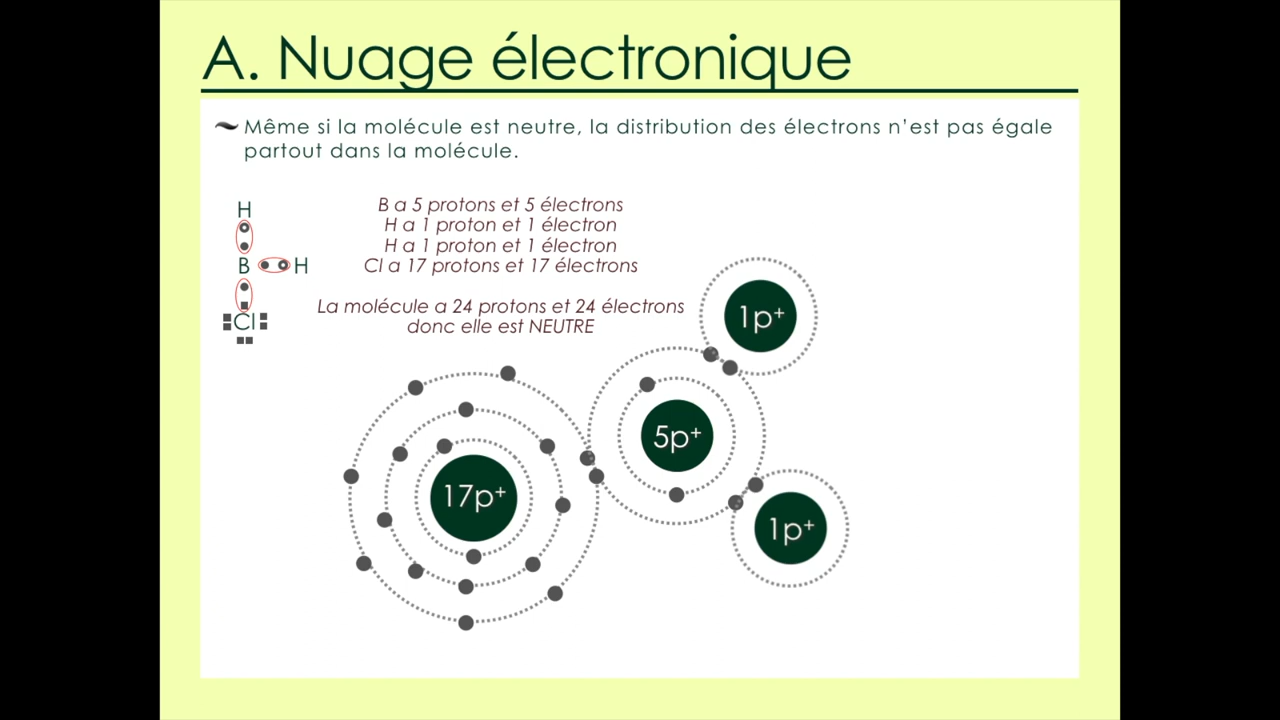 A. Nuage électronique
Même si la molécule est neutre, la distribution des électrons n'est pas égale
partout dans la molécule.
H
B H
Cl
B a 5 protons et 5 électrons
H a 1 proton et 1 électron
H a 1 proton et 1 électron
Cl a 17 protons et 17 électrons
La molécule a 24 protons et 24 électrons
donc elle est NEUTRE
1p⁺
5p⁺
17p⁺
1p⁺